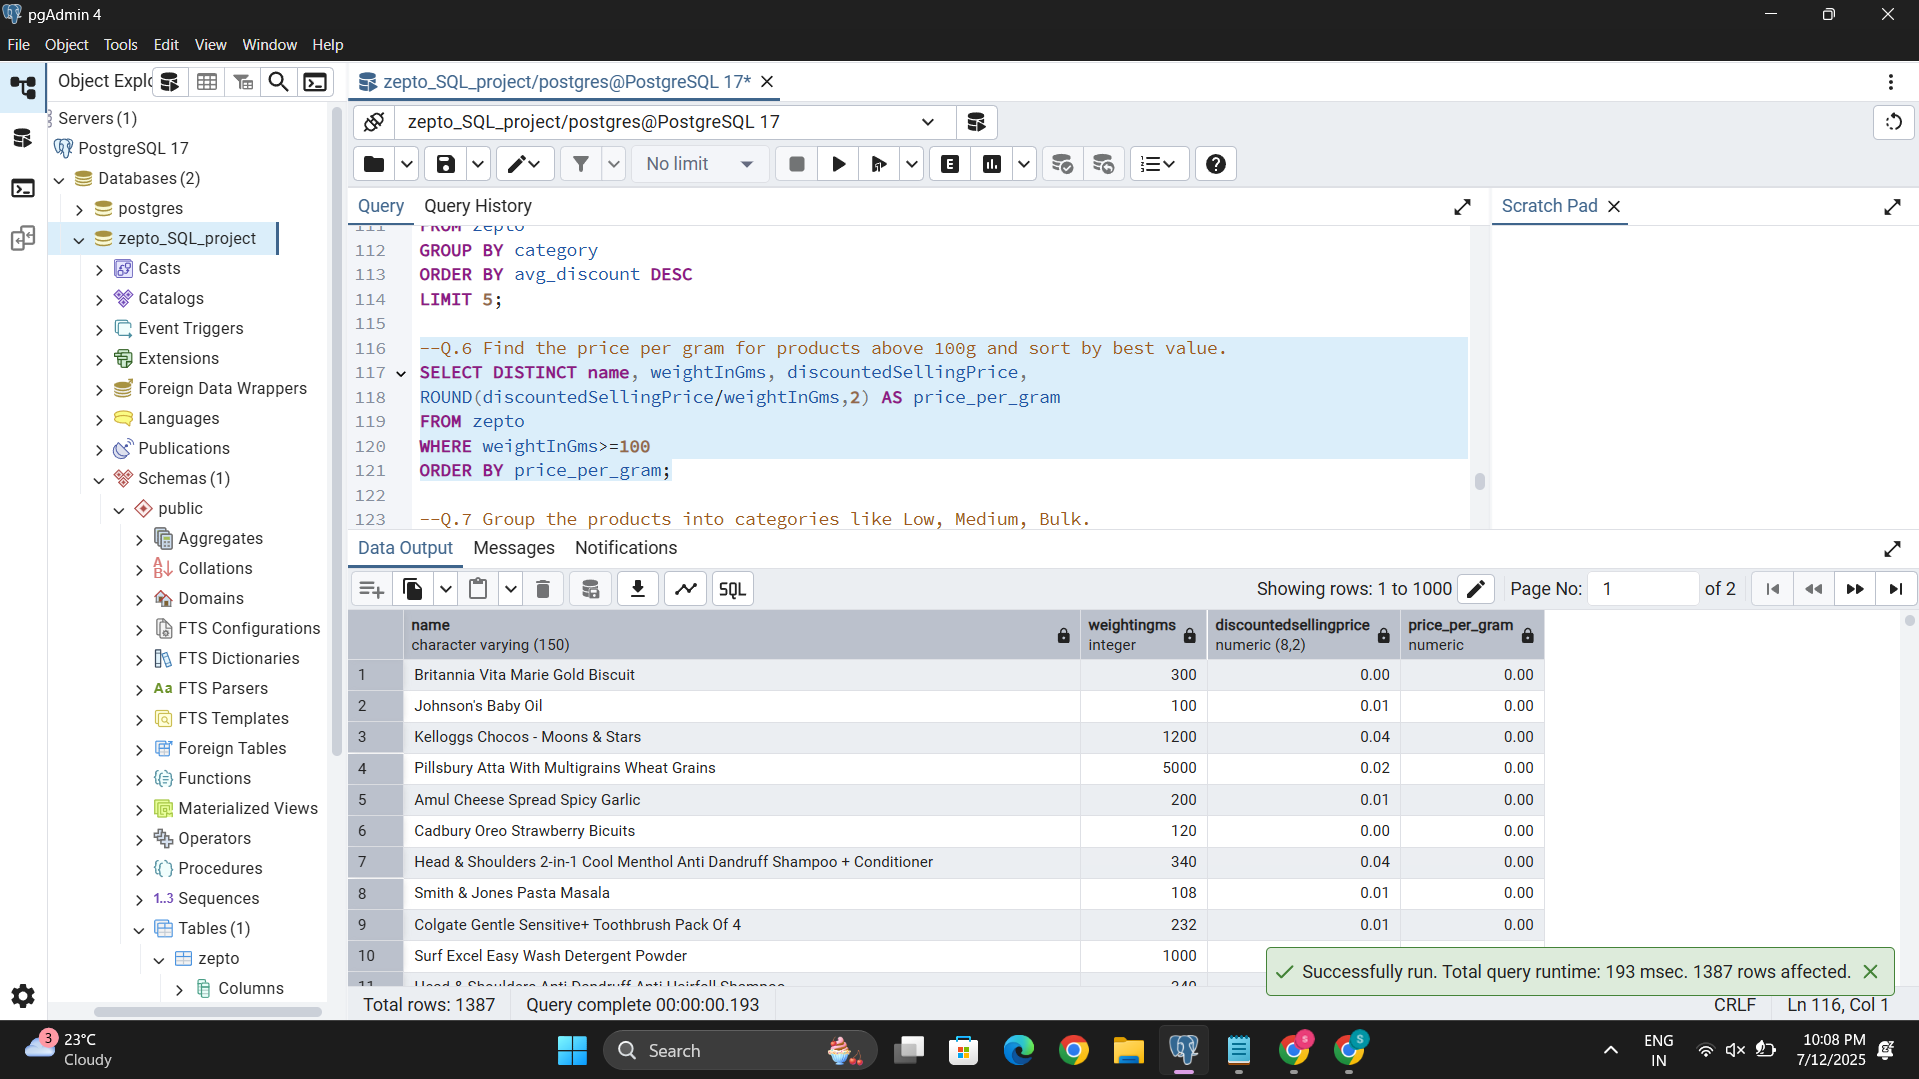 pgAdmin 4
File Object Tools Edit View Window Help
Object Explo
zepto_SQL_project/postgres@PostgreSQL 17*
Servers (1)
PostgreSQL 17
Databases (2)
postgres
zepto_SQL_project
Casts
Catalogs
Event Triggers
Extensions
Foreign Data Wrappers
Languages
Publications
Schemas (1)
public
Aggregates
Collations
Domains
FTS Configurations
FTS Dictionaries
Aa FTS Parsers
FTS Templates
Foreign Tables
Functions
Materialized Views
Operators
Procedures
1..3 Sequences
Tables (1)
zepto
Columns
zepto_SQL_project/postgres@PostgreSQL 17
No limit
E
Query Query History
Scratch Pad
111 FROM zepto
112 GROUP BY category
113 ORDER BY avg_discount DESC
114 LIMIT 5;
115
116 --Q.6 Find the price per gram for products above 100g and sort by best value.
117 SELECT DISTINCT name, weightInGms, discountedSellingPrice,
118 ROUND(discountedSellingPrice/weightInGms,2) AS price_per_gram
119 FROM zepto
120 WHERE weightInGms>=100
121 ORDER BY price_per_gram;
122
123 --Q.7 Group the products into categories like Low, Medium, Bulk.
Data Output Messages Notifications
SQL
Showing rows: 1 to 1000 Page No: 1 of 2
name weightingms discountedsellingprice price_per_gram
character varying (150) integer numeric (8,2) numeric
1 Britannia Vita Marie Gold Biscuit 300 0.00 0.00
2 Johnson's Baby Oil 100 0.01 0.00
3 Kelloggs Chocos - Moons & Stars 1200 0.04 0.00
4 Pillsbury Atta With Multigrains Wheat Grains 5000 0.02 0.00
5 Amul Cheese Spread Spicy Garlic 200 0.01 0.00
6 Cadbury Oreo Strawberry Bicuits 120 0.00 0.00
7 Head & Shoulders 2-in-1 Cool Menthol Anti Dandruff Shampoo + Conditioner 340 0.04 0.00
8 Smith & Jones Pasta Masala 108 0.01 0.00
9 Colgate Gentle Sensitive+ Toothbrush Pack Of 4 232 0.01 0.00
10 Surf Excel Easy Wash Detergent Powder 1000
11 Head & Shoulders Anti Dandruff Anti Hairfall Shampoo 340
Successfully run. Total query runtime: 193 msec. 1387 rows affected.
Total rows: 1387 Query complete 00:00:00.193 CRLF Ln 116, Col 1
3 23°C
Cloudy
Search
S
S
ENG
IN
10:08 PM
7/12/2025